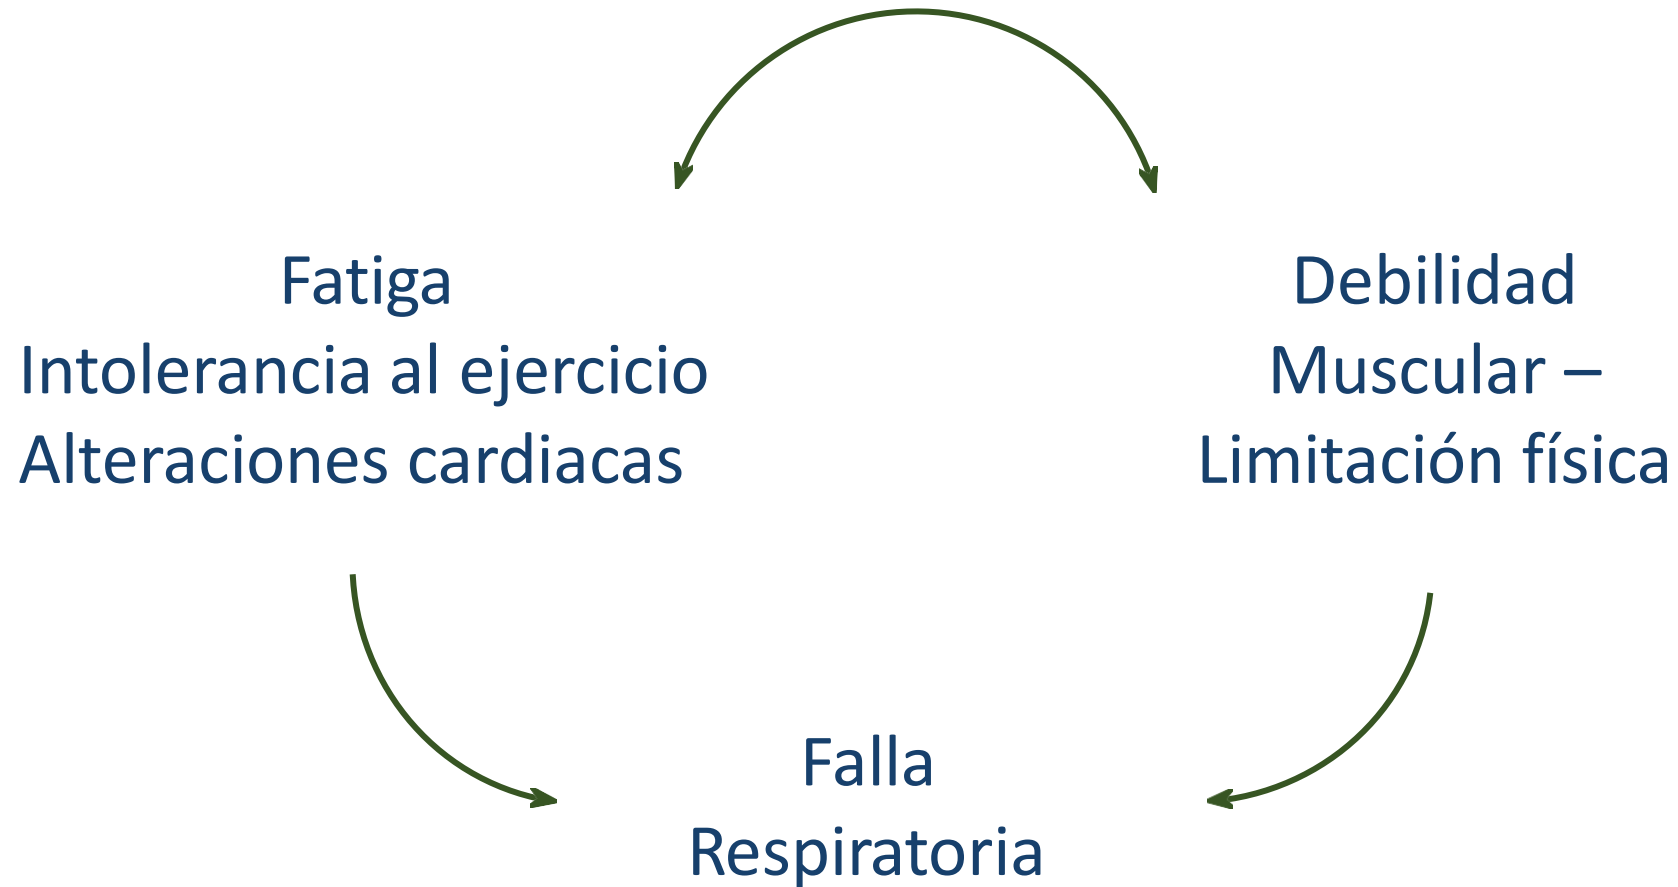 Fatiga
Intolerancia al ejercicio
Alteraciones cardiacas
Debilidad
Muscular –
Limitación física
Falla
Respiratoria